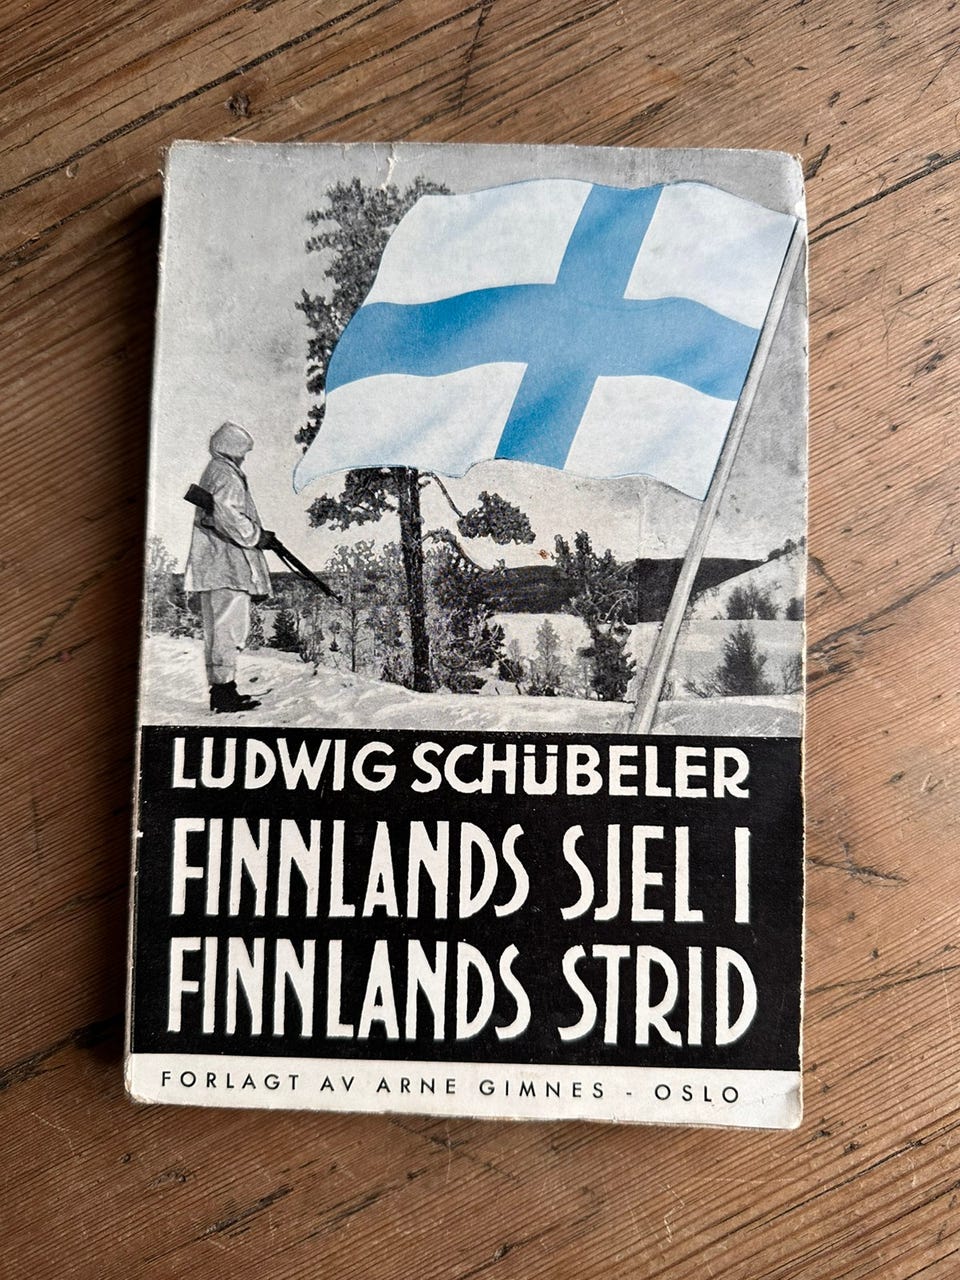 LUDWIG SCHÜBELER
FINNLANDS SJEL I
FINNLANDS STRID
FORLAGT AV ARNE GIMNES - OSLO